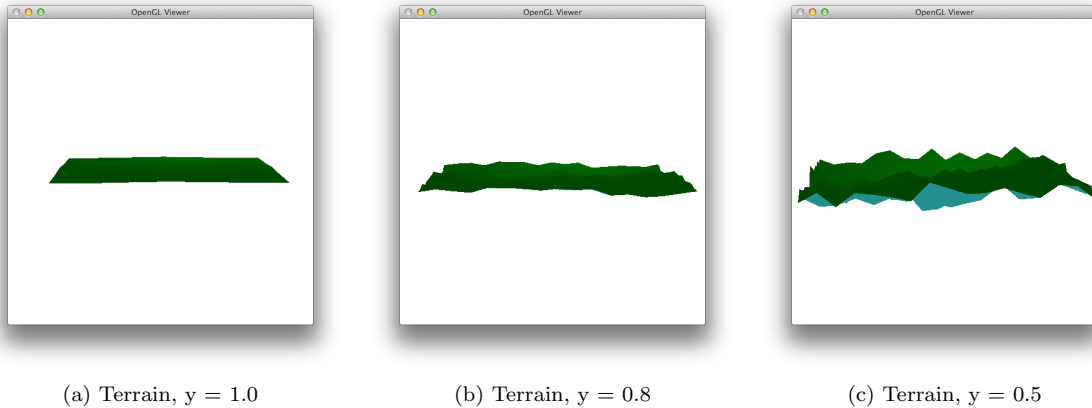 OpenGL Viewer
OpenGL Viewer
OpenGL Viewer
(a) Terrain, y = 1.0
(b) Terrain, y = 0.8
(c) Terrain, y = 0.5